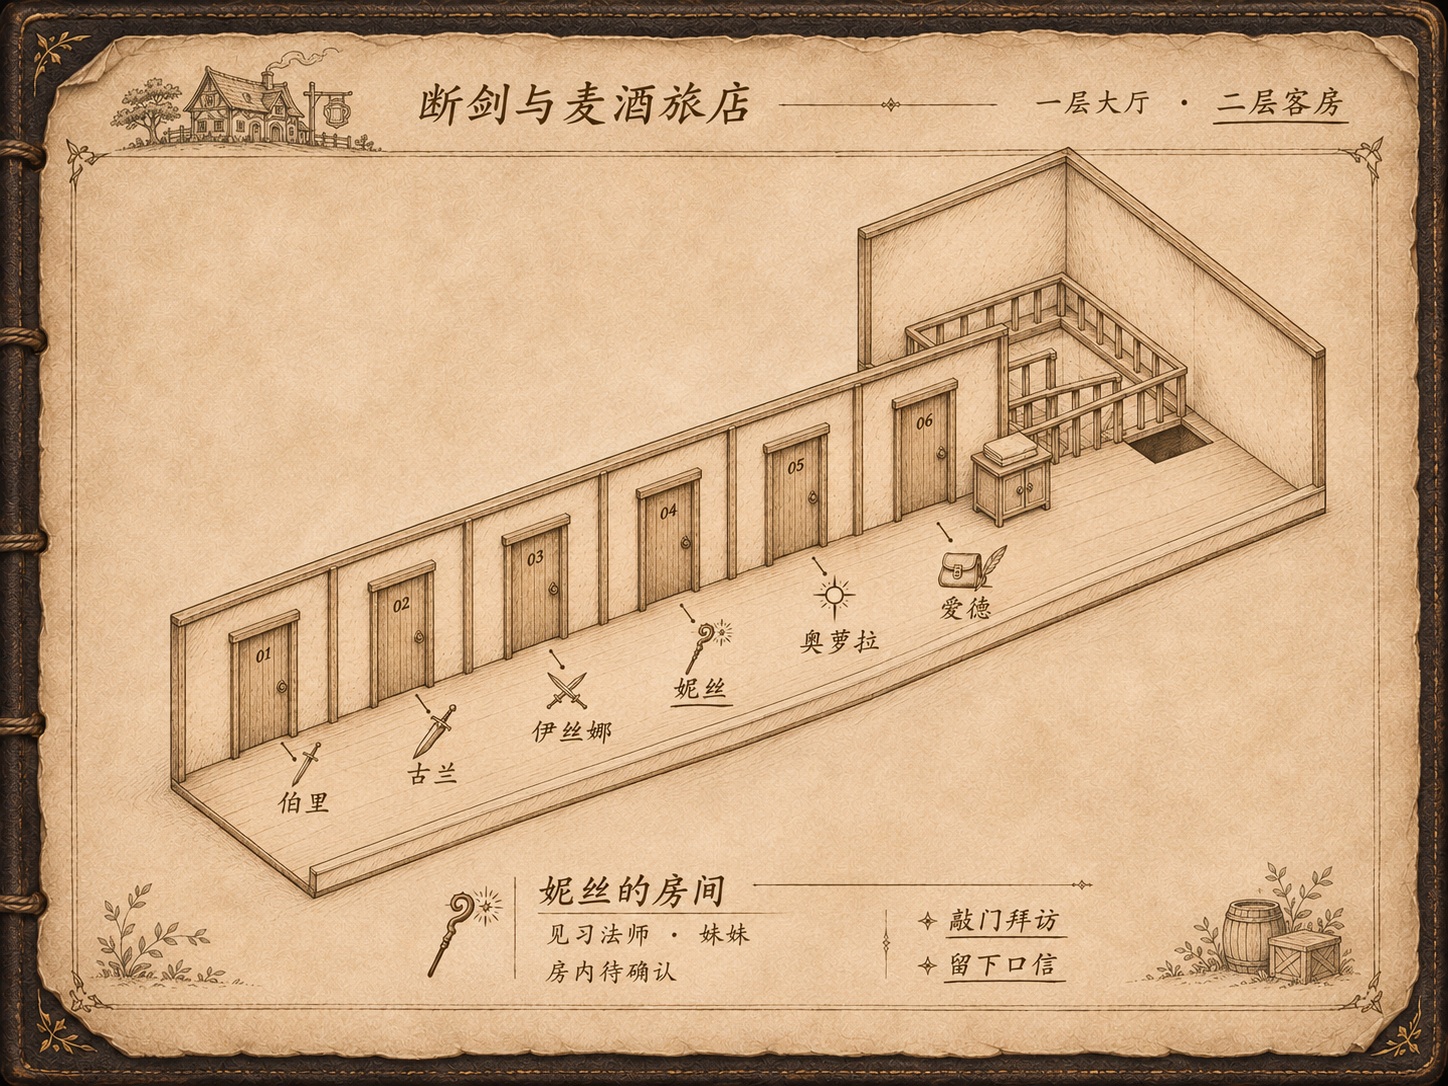 断剑与麦酒旅店
一层大厅 · 二层客房
01
02
03
04
05
06
伯里
古兰
伊丝娜
妮丝
奥萝拉
爱德
妮丝的房间
见习法师 · 妹妹
房内待确认
敲门拜访
留下口信